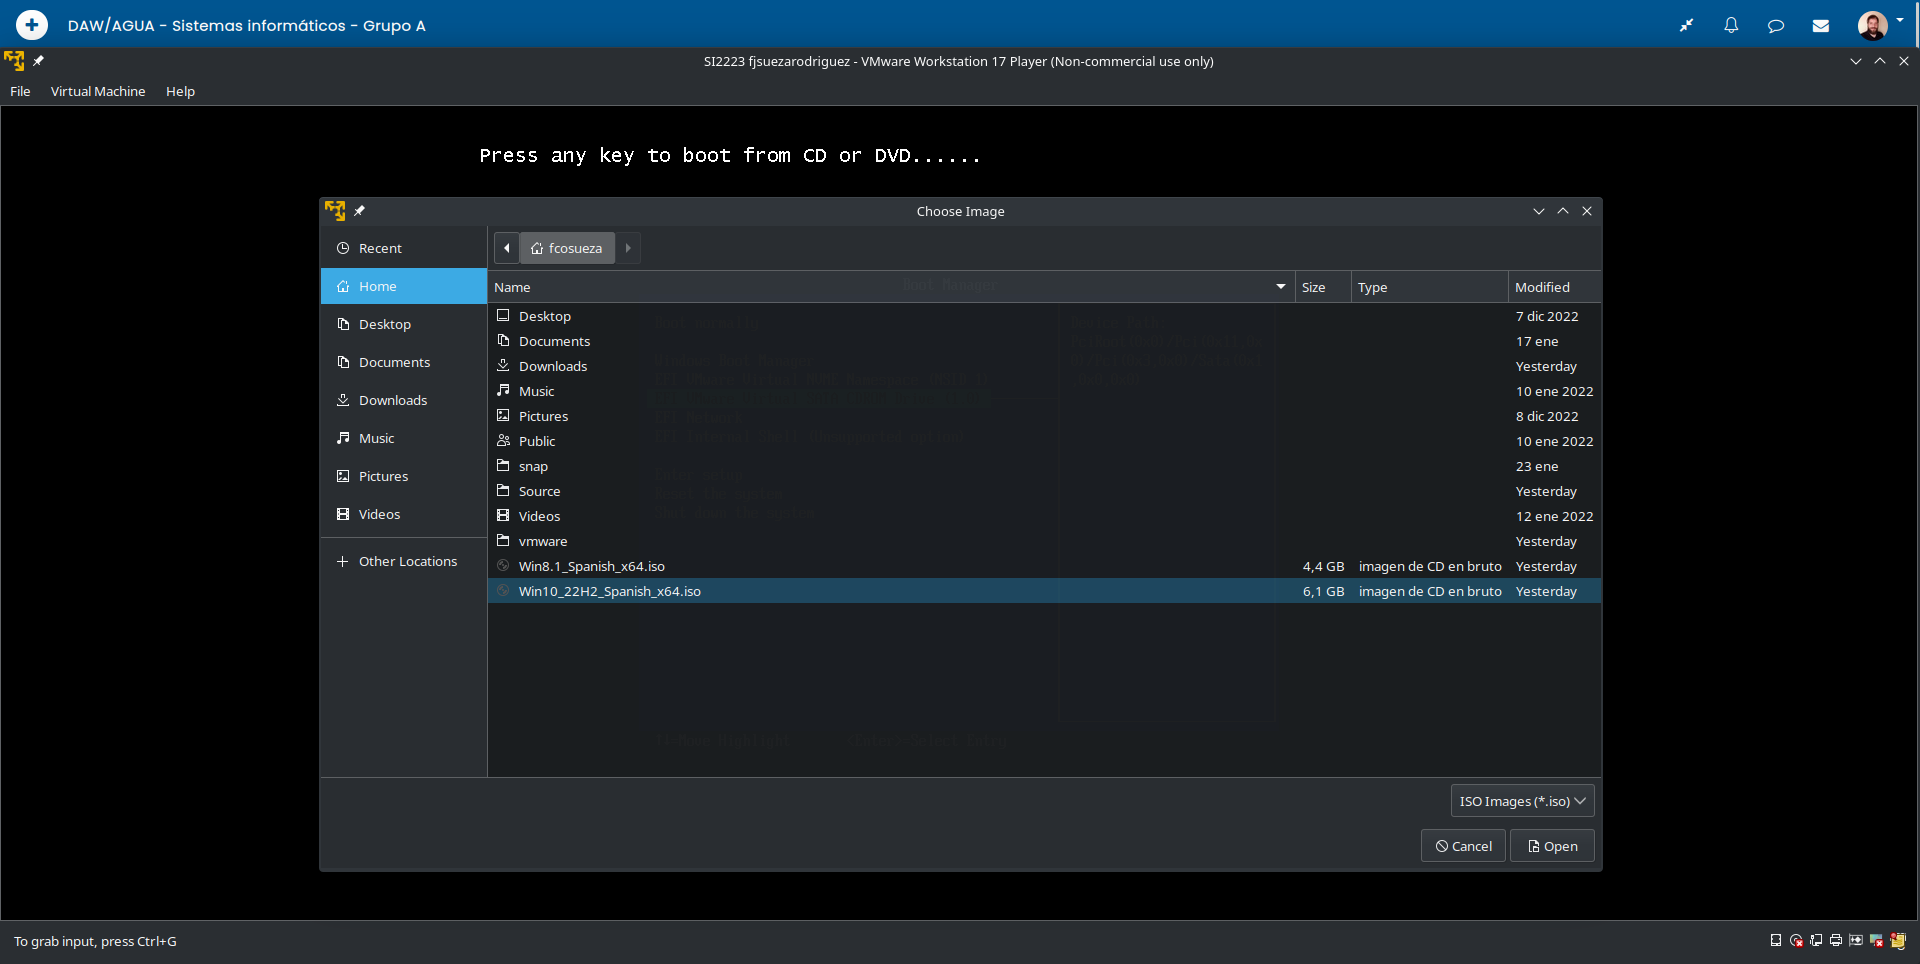 DAW/AGUA - Sistemas informáticos - Grupo A
SI2223 fjsuezarodriguez - VMware Workstation 17 Player (Non-commercial use only)
File Virtual Machine Help
Press any key to boot from CD or DVD......
Choose Image
Recent
Home
Desktop
Documents
Downloads
Music
Pictures
Videos
Other Locations
fcosueza
Name Size Type Modified
Boot Manager
Desktop 7 dic 2022
Documents 17 ene
Downloads Yesterday
Music 10 ene 2022
Pictures 8 dic 2022
Public 10 ene 2022
snap 23 ene
Source Yesterday
Videos 12 ene 2022
vmware Yesterday
Win8.1_Spanish_x64.iso 4,4 GB imagen de CD en bruto Yesterday
Win10_22H2_Spanish_x64.iso 6,1 GB imagen de CD en bruto Yesterday
ISO Images (*.iso)
Cancel Open
To grab input, press Ctrl+G